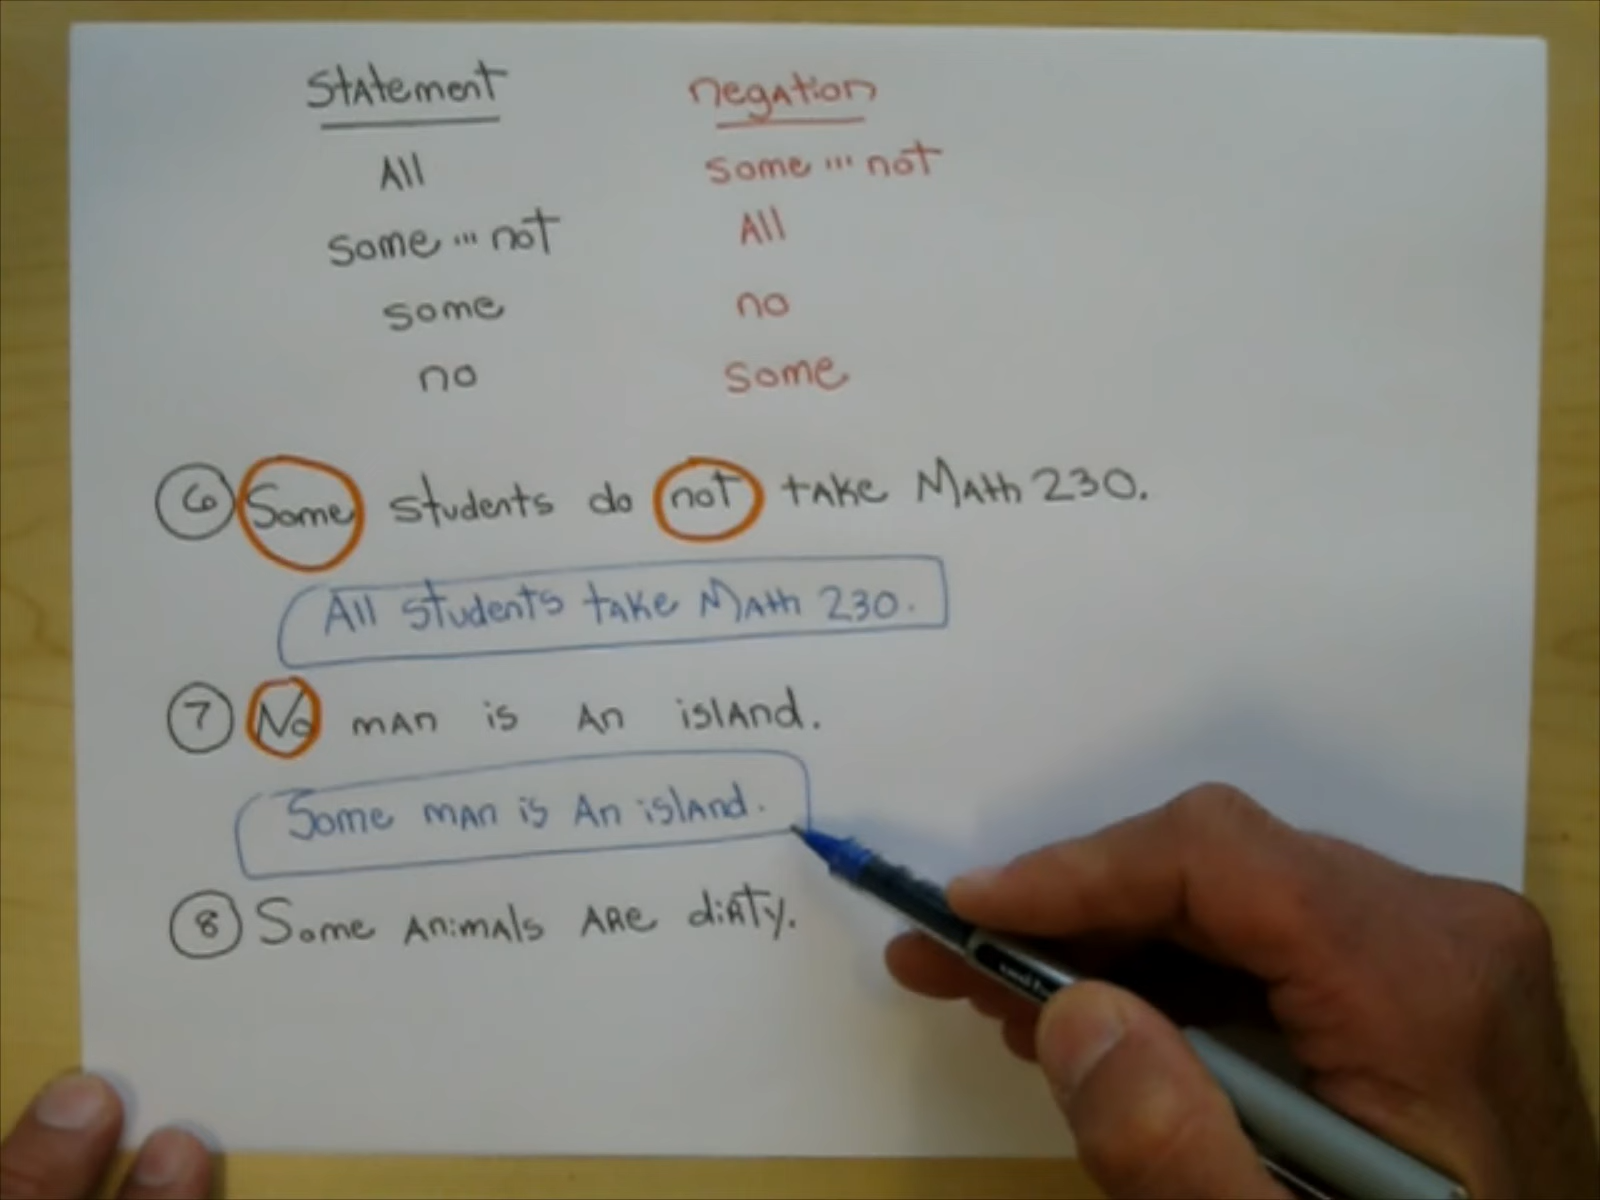 Statement negation
All some ... not
some ... not All
some no
no some
6 Some students do not take Math 230.
All students take Math 230.
7 No man is an island.
Some man is an island.
8 Some animals are dirty.